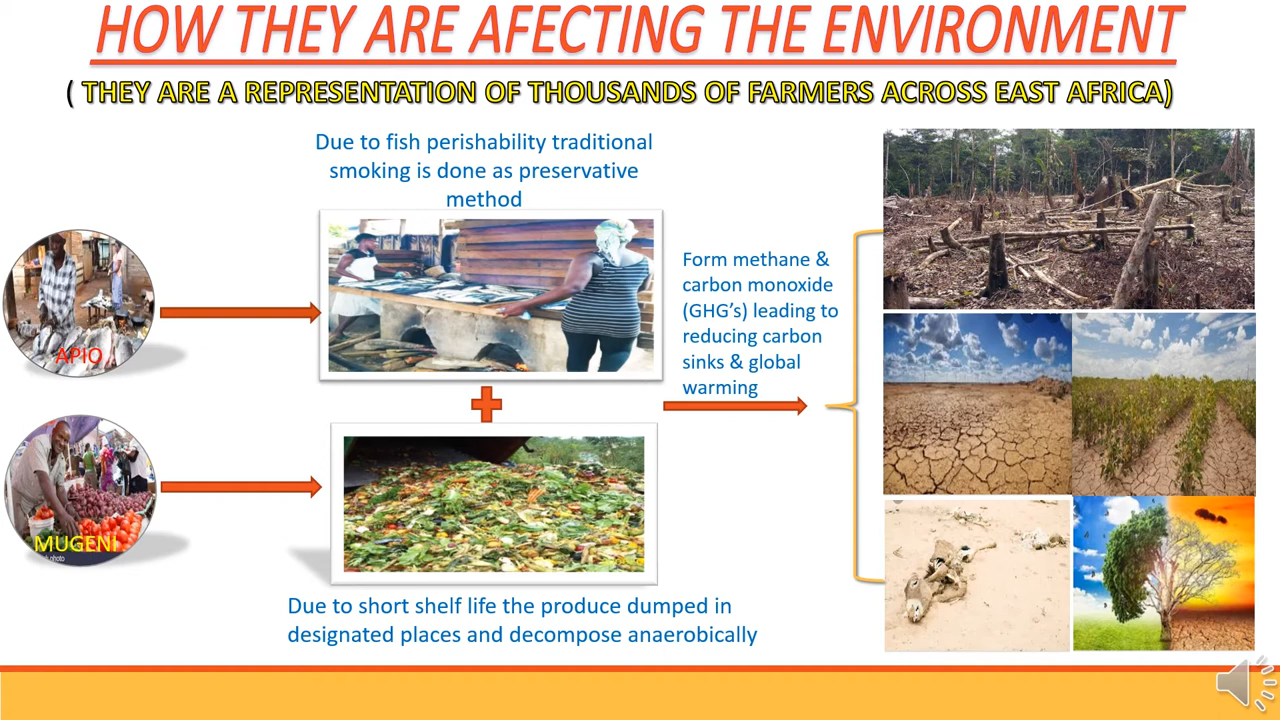 HOW THEY ARE AFECTING THE ENVIRONMENT
( THEY ARE A REPRESENTATION OF THOUSANDS OF FARMERS ACROSS EAST AFRICA)
Due to fish perishability traditional
smoking is done as preservative
method
APIO
Form methane &
carbon monoxide
(GHG's) leading to
reducing carbon
sinks & global
warming
MUGENI
photo
Due to short shelf life the produce dumped in
designated places and decompose anaerobically